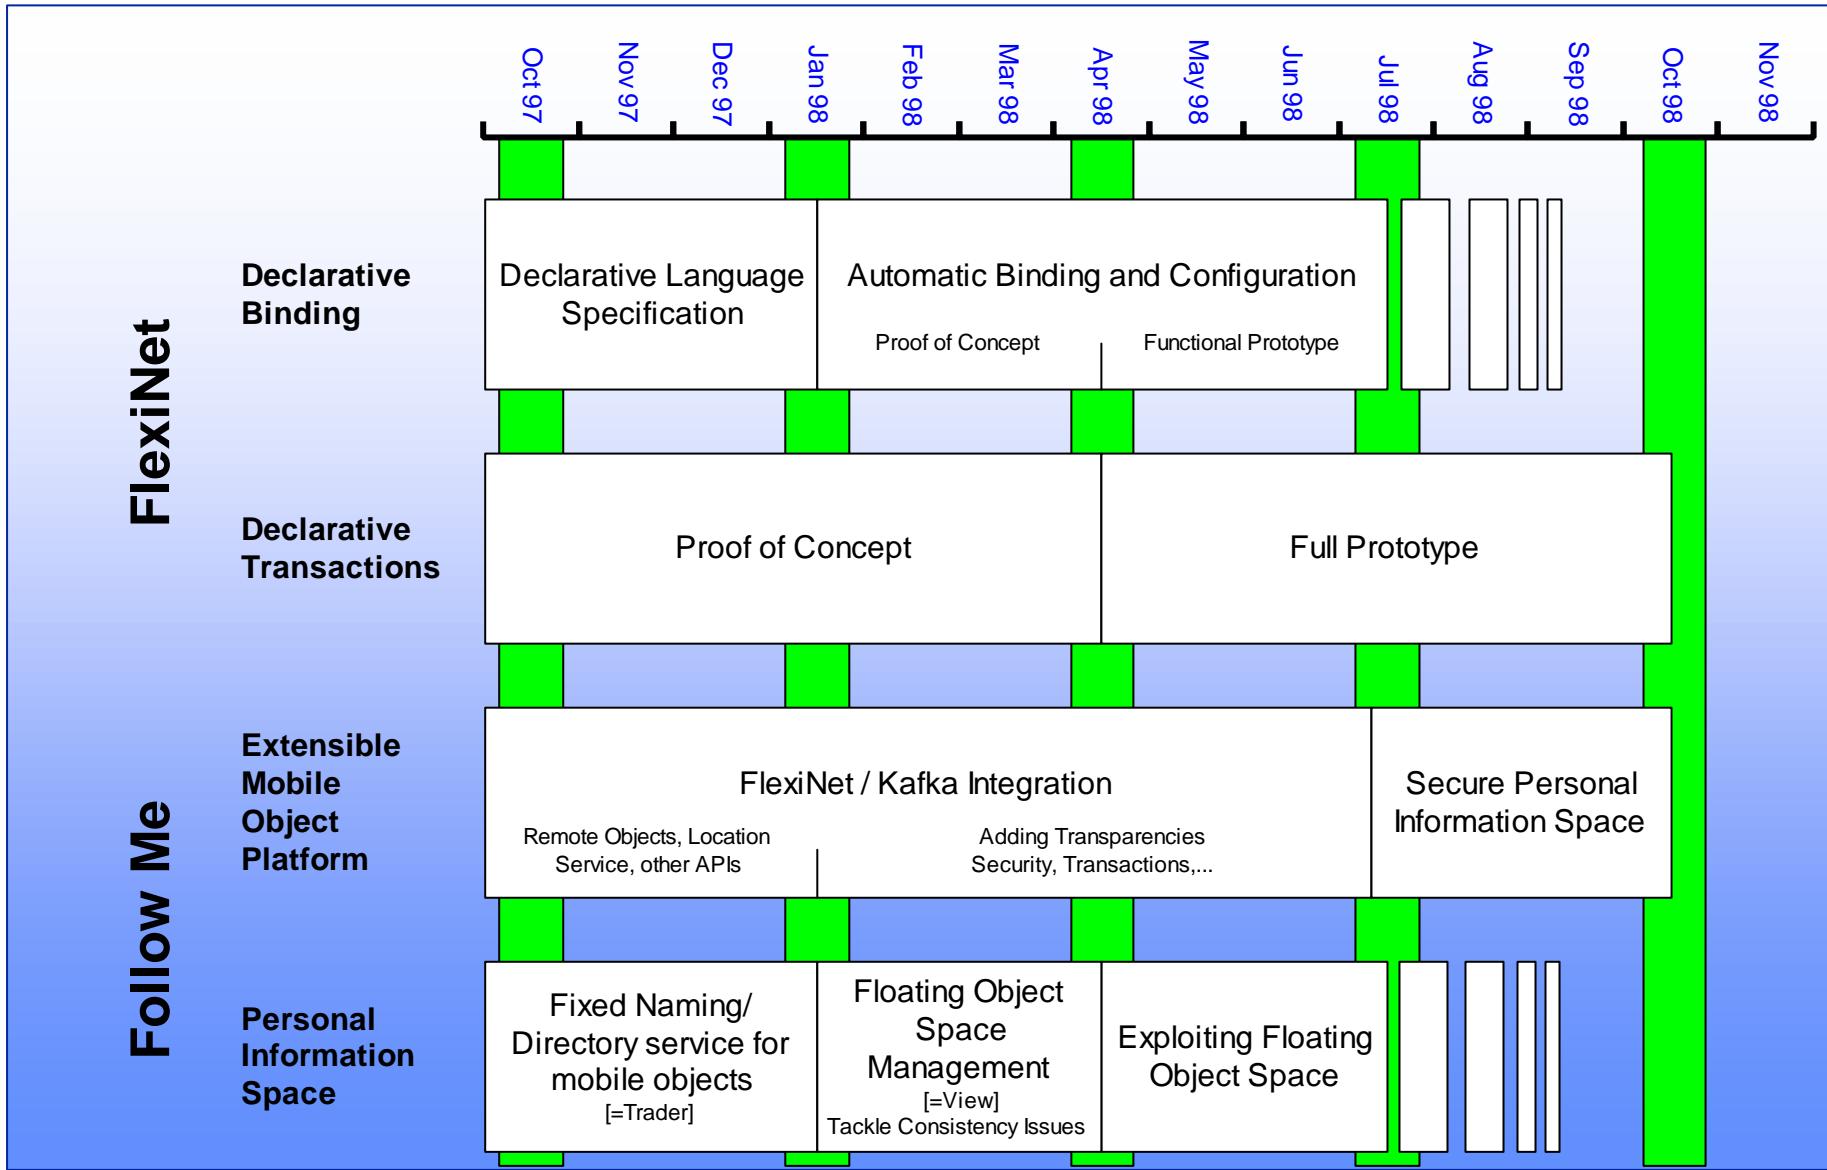 Oct 97
Nov 97
Dec 97
Jan 98
Feb 98
Mar 98
Apr 98
May 98
Jun 98
Jul 98
Aug 98
Sep 98
Oct 98
Nov 98
FlexiNet
Declarative
Binding
Declarative Language
Specification
Automatic Binding and Configuration
Proof of Concept
Functional Prototype
Declarative
Transactions
Proof of Concept
Full Prototype
Follow Me
Extensible
Mobile
Object
Platform
FlexiNet / Kafka Integration
Remote Objects, Location
Service, other APIs
Adding Transparencies
Security, Transactions,...
Secure Personal
Information Space
Personal
Information
Space
Fixed Naming/
Directory service for
mobile objects
[=Trader]
Floating Object
Space
Management
[=View]
Tackle Consistency Issues
Exploiting Floating
Object Space